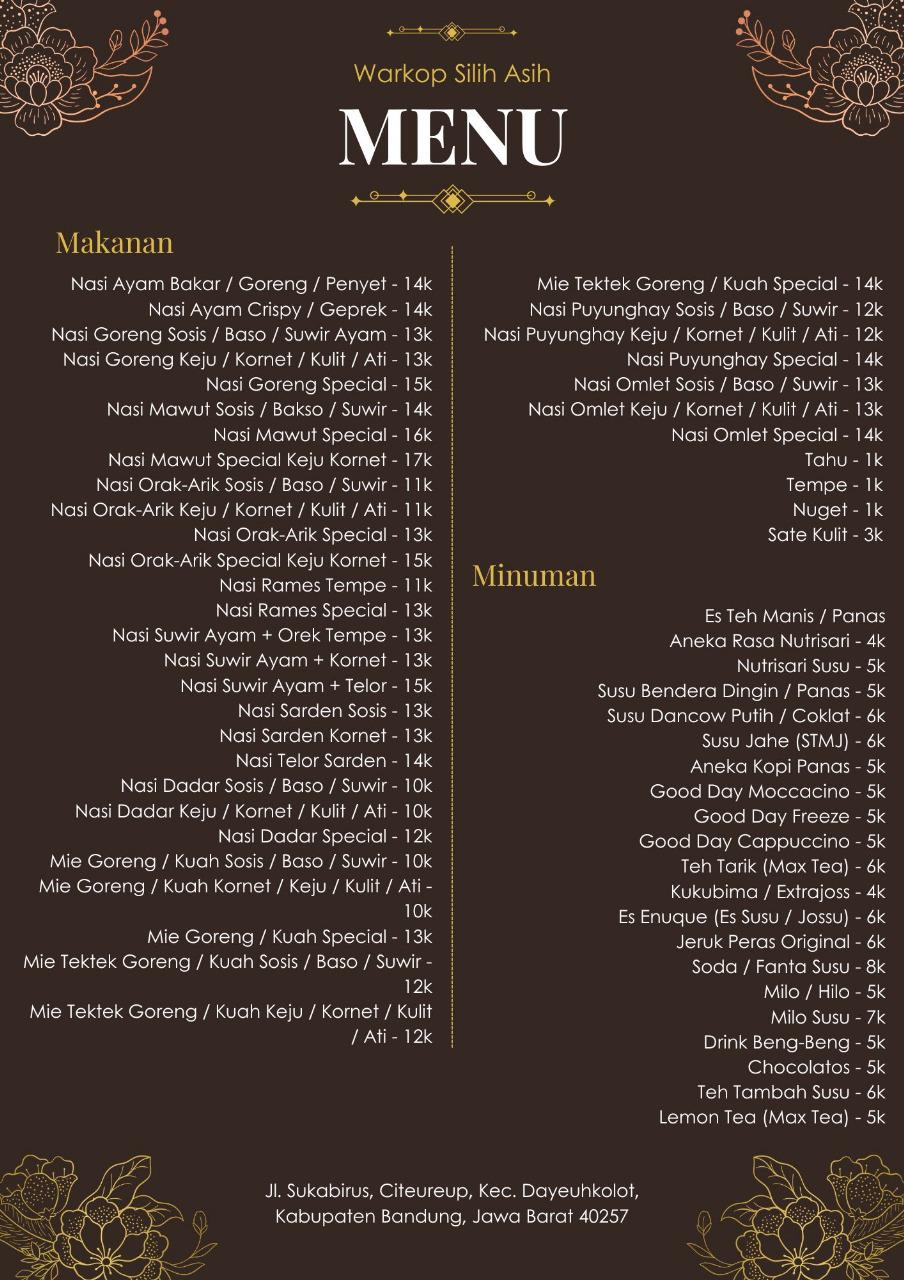 Warkop Silih Asih
MENU
Makanan
Nasi Ayam Bakar / Goreng / Penyet - 14k
Nasi Ayam Crispy / Geprek - 14k
Nasi Goreng Sosis / Baso / Suwir Ayam - 13k
Nasi Goreng Keju / Kornet / Kulit / Ati - 13k
Nasi Goreng Special - 15k
Nasi Mawut Sosis / Bakso / Suwir - 14k
Nasi Mawut Special - 16k
Nasi Mawut Special Keju Kornet - 17k
Nasi Orak-Arik Sosis / Baso / Suwir - 11k
Nasi Orak-Arik Keju / Kornet / Kulit / Ati - 11k
Nasi Orak-Arik Special - 13k
Nasi Orak-Arik Special Keju Kornet - 15k
Nasi Rames Tempe - 11k
Nasi Rames Special - 13k
Nasi Suwir Ayam + Orek Tempe - 13k
Nasi Suwir Ayam + Kornet - 13k
Nasi Suwir Ayam + Telor - 15k
Nasi Sarden Sosis - 13k
Nasi Sarden Kornet - 13k
Nasi Telor Sarden - 14k
Nasi Dadar Sosis / Baso / Suwir - 10k
Nasi Dadar Keju / Kornet / Kulit / Ati - 10k
Nasi Dadar Special - 12k
Mie Goreng / Kuah Sosis / Baso / Suwir - 10k
Mie Goreng / Kuah Kornet / Keju / Kulit / Ati -
10k
Mie Goreng / Kuah Special - 13k
Mie Tektek Goreng / Kuah Sosis / Baso / Suwir -
12k
Mie Tektek Goreng / Kuah Keju / Kornet / Kulit
/ Ati - 12k
Mie Tektek Goreng / Kuah Special - 14k
Nasi Puyunghay Sosis / Baso / Suwir - 12k
Nasi Puyunghay Keju / Kornet / Kulit / Ati - 12k
Nasi Puyunghay Special - 14k
Nasi Omlet Sosis / Baso / Suwir - 13k
Nasi Omlet Keju / Kornet / Kulit / Ati - 13k
Nasi Omlet Special - 14k
Tahu - 1k
Tempe - 1k
Nuget - 1k
Sate Kulit - 3k
Minuman
Es Teh Manis / Panas
Aneka Rasa Nutrisari - 4k
Nutrisari Susu - 5k
Susu Bendera Dingin / Panas - 5k
Susu Dancow Putih / Coklat - 6k
Susu Jahe (STMJ) - 6k
Aneka Kopi Panas - 5k
Good Day Moccacino - 5k
Good Day Freeze - 5k
Good Day Cappuccino - 5k
Teh Tarik (Max Tea) - 6k
Kukubima / Extrajoss - 4k
Es Enuque (Es Susu / Jossu) - 6k
Jeruk Peras Original - 6k
Soda / Fanta Susu - 8k
Milo / Hilo - 5k
Milo Susu - 7k
Drink Beng-Beng - 5k
Chocolatos - 5k
Teh Tambah Susu - 6k
Lemon Tea (Max Tea) - 5k
Jl. Sukabirus, Citeureup, Kec. Dayeuhkolot,
Kabupaten Bandung, Jawa Barat 40257